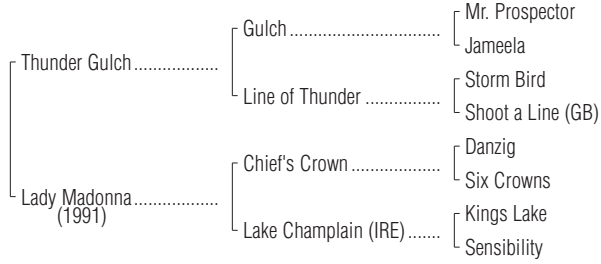 Mr. Prospector
Gulch..............................
Jameela
Thunder Gulch.................
Storm Bird
Line of Thunder ...............
Shoot a Line (GB)
Danzig
Chief's Crown..................
Six Crowns
Lady Madonna.................
(1991)
Kings Lake
Lake Champlain (IRE).......
Sensibility